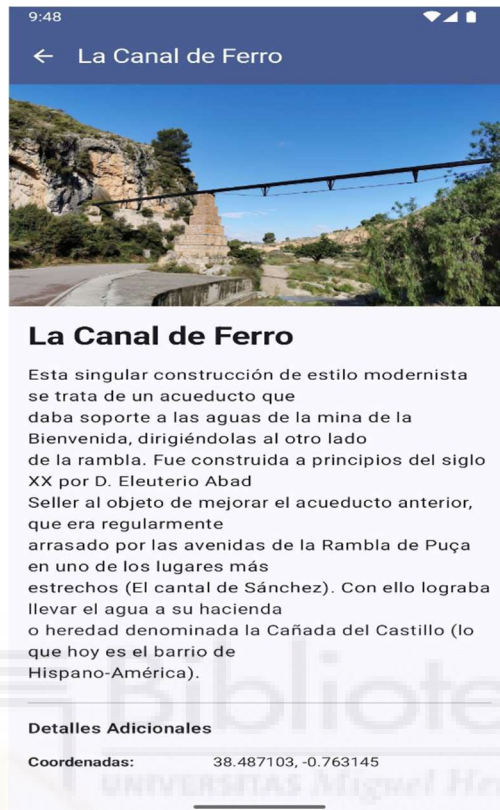 9:48
La Canal de Ferro
La Canal de Ferro
Esta singular construcción de estilo modernista
se trata de un acueducto que
daba soporte a las aguas de la mina de la
Bienvenida, dirigiéndolas al otro lado
de la rambla. Fue construida a principios del siglo
XX por D. Eleuterio Abad
Seller al objeto de mejorar el acueducto anterior,
que era regularmente
arrasado por las avenidas de la Rambla de Puça
en uno de los lugares más
estrechos (El cantal de Sánchez). Con ello lograba
llevar el agua a su hacienda
o heredad denominada la Cañada del Castillo (lo
que hoy es el barrio de
Hispano-América).
Bibliote
Detalles Adicionales
Coordenadas: 38.487103, -0.763145
UNIVERSITAS Miguel He